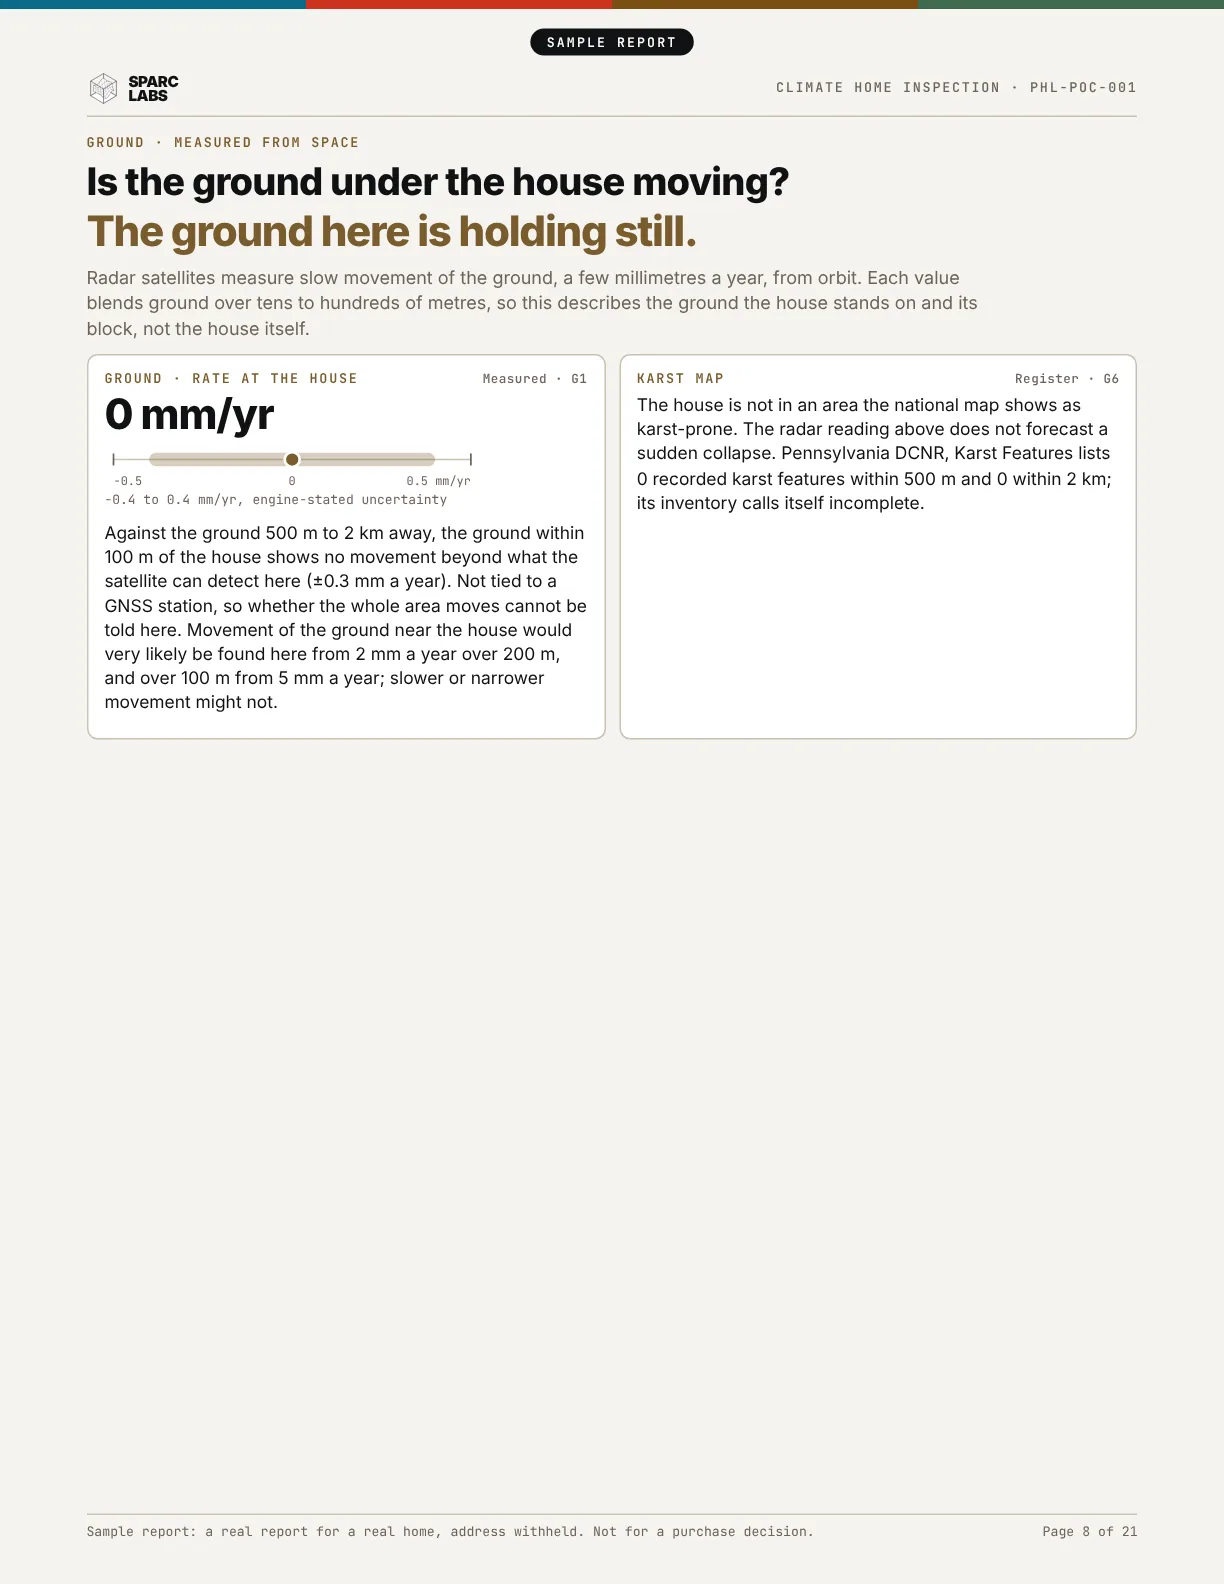 SAMPLE REPORT
SPARC
LABS
CLIMATE HOME INSPECTION · PHL-POC-001
GROUND · MEASURED FROM SPACE
Is the ground under the house moving?
The ground here is holding still.
Radar satellites measure slow movement of the ground, a few millimetres a year, from orbit. Each value
blends ground over tens to hundreds of metres, so this describes the ground the house stands on and its
block, not the house itself.
GROUND · RATE AT THE HOUSE
Measured · G1
0 mm/yr
-0.5
0
0.5 mm/yr
-0.4 to 0.4 mm/yr, engine-stated uncertainty
Against the ground 500 m to 2 km away, the ground within
100 m of the house shows no movement beyond what the
satellite can detect here (±0.3 mm a year). Not tied to a
GNSS station, so whether the whole area moves cannot be
told here. Movement of the ground near the house would
very likely be found here from 2 mm a year over 200 m,
and over 100 m from 5 mm a year; slower or narrower
movement might not.
KARST MAP
Register · G6
The house is not in an area the national map shows as
karst-prone. The radar reading above does not forecast a
sudden collapse. Pennsylvania DCNR, Karst Features lists
0 recorded karst features within 500 m and 0 within 2 km;
its inventory calls itself incomplete.
Sample report: a real report for a real home, address withheld. Not for a purchase decision.
Page 8 of 21